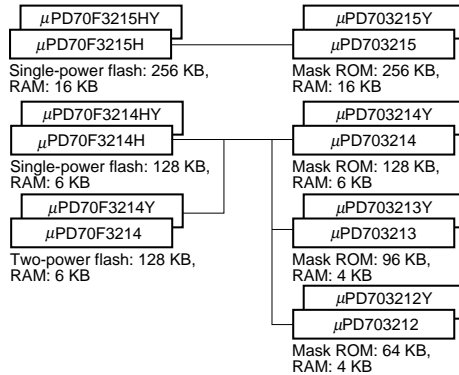 μPD70F3215HY
μPD70F3215H
Single-power flash: 256 KB,
RAM: 16 KB
μPD703215Y
μPD703215
Mask ROM: 256 KB,
RAM: 16 KB
μPD70F3214HY
μPD70F3214H
Single-power flash: 128 KB,
RAM: 6 KB
μPD703214Y
μPD703214
Mask ROM: 128 KB,
RAM: 6 KB
μPD70F3214Y
μPD70F3214
Two-power flash: 128 KB,
RAM: 6 KB
μPD703213Y
μPD703213
Mask ROM: 96 KB,
RAM: 4 KB
μPD703212Y
μPD703212
Mask ROM: 64 KB,
RAM: 4 KB